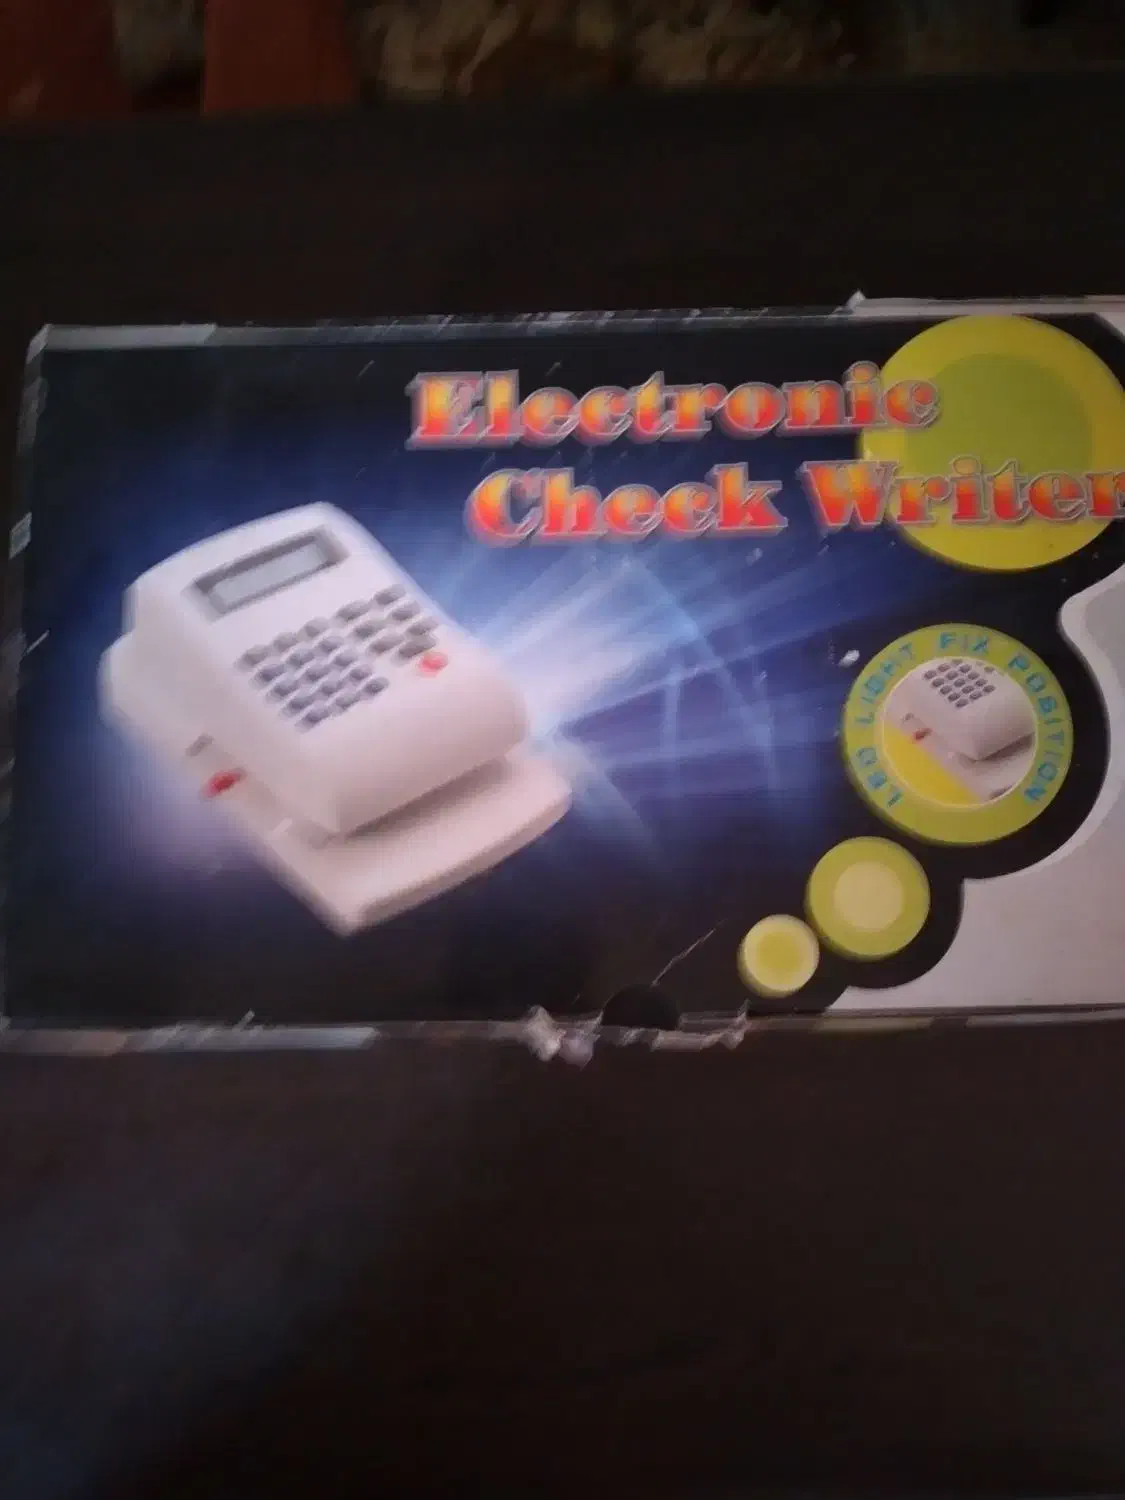 Electronic
Check Writer
LED LIGHT FIX POSITION